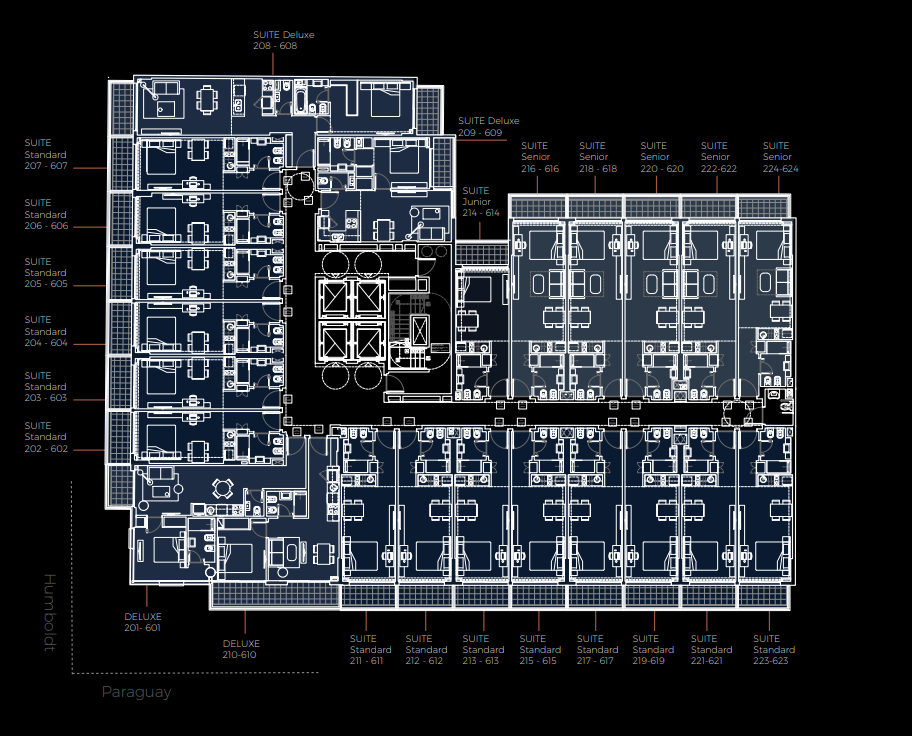 SUITE Deluxe
208 - 608
SUITE Deluxe
209 - 609
SUITE
Standard
207 - 607
SUITE
Senior
216 - 616
SUITE
Senior
218 - 618
SUITE
Senior
220 - 620
SUITE
Senior
222-622
SUITE
Senior
224-624
SUITE
Junior
214 - 614
SUITE
Standard
206 - 606
SUITE
Standard
205 - 605
SUITE
Standard
204 - 604
SUITE
Standard
203 - 603
SUITE
Standard
202 - 602
Humboldt
DELUXE
201- 601
DELUXE
210-610
SUITE
Standard
211 - 611
SUITE
Standard
212 - 612
SUITE
Standard
213 - 613
SUITE
Standard
215 - 615
SUITE
Standard
217 - 617
SUITE
Standard
219-619
SUITE
Standard
221-621
SUITE
Standard
223-623
Paraguay